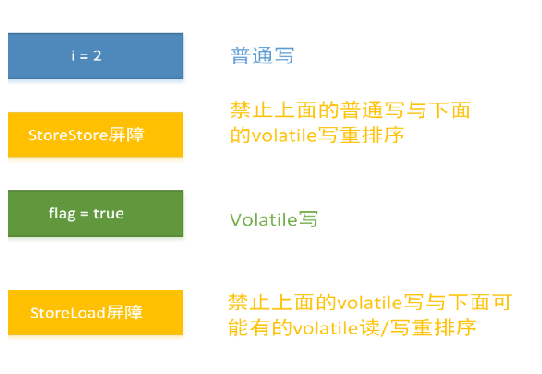 i = 2
普通写
StoreStore屏障
禁止上面的普通写与下面
的volatile写重排序
flag = true
Volatile写
StoreLoad屏障
禁止上面的volatile写与下面可
能有的volatile读/写重排序